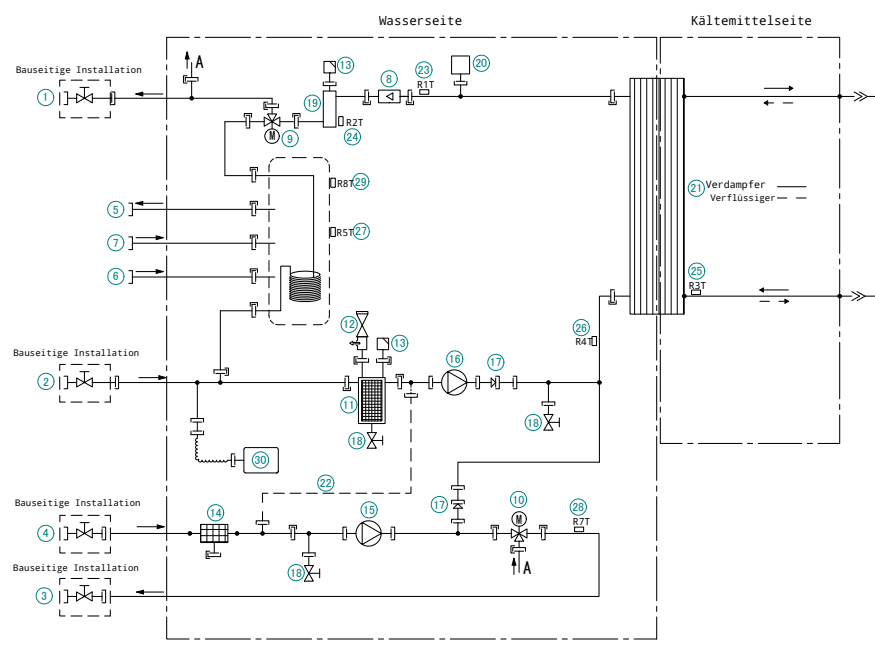 Wasserseite
Kältemittelseite
Bauseitige Installation
A
13
20
23
8
R1T
1
19
R2T
9
M
24
R8T 29
5
R5T 27
7
6
21 Verdampfer
Verflüssiger
25
R3T
12
13
26
R4T
Bauseitige Installation
2
16
17
11
18
18
30
22
Bauseitige Installation
14
15
17
10
M
28
R7T
4
Bauseitige Installation
18
A
3